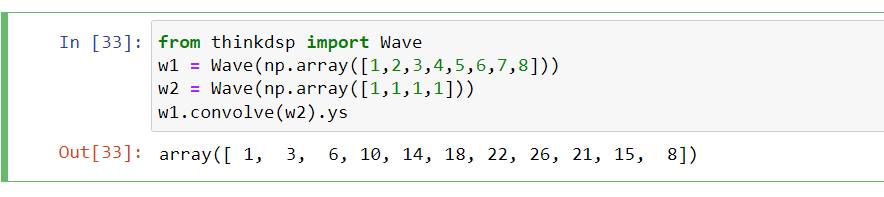 In [33]: from thinkdsp import Wave
w1 = Wave(np.array([1,2,3,4,5,6,7,8]))
w2 = Wave(np.array([1,1,1,1]))
w1.convolve(w2).ys
Out[33]: array([ 1,  3,  6, 10, 14, 18, 22, 26, 21, 15,  8])